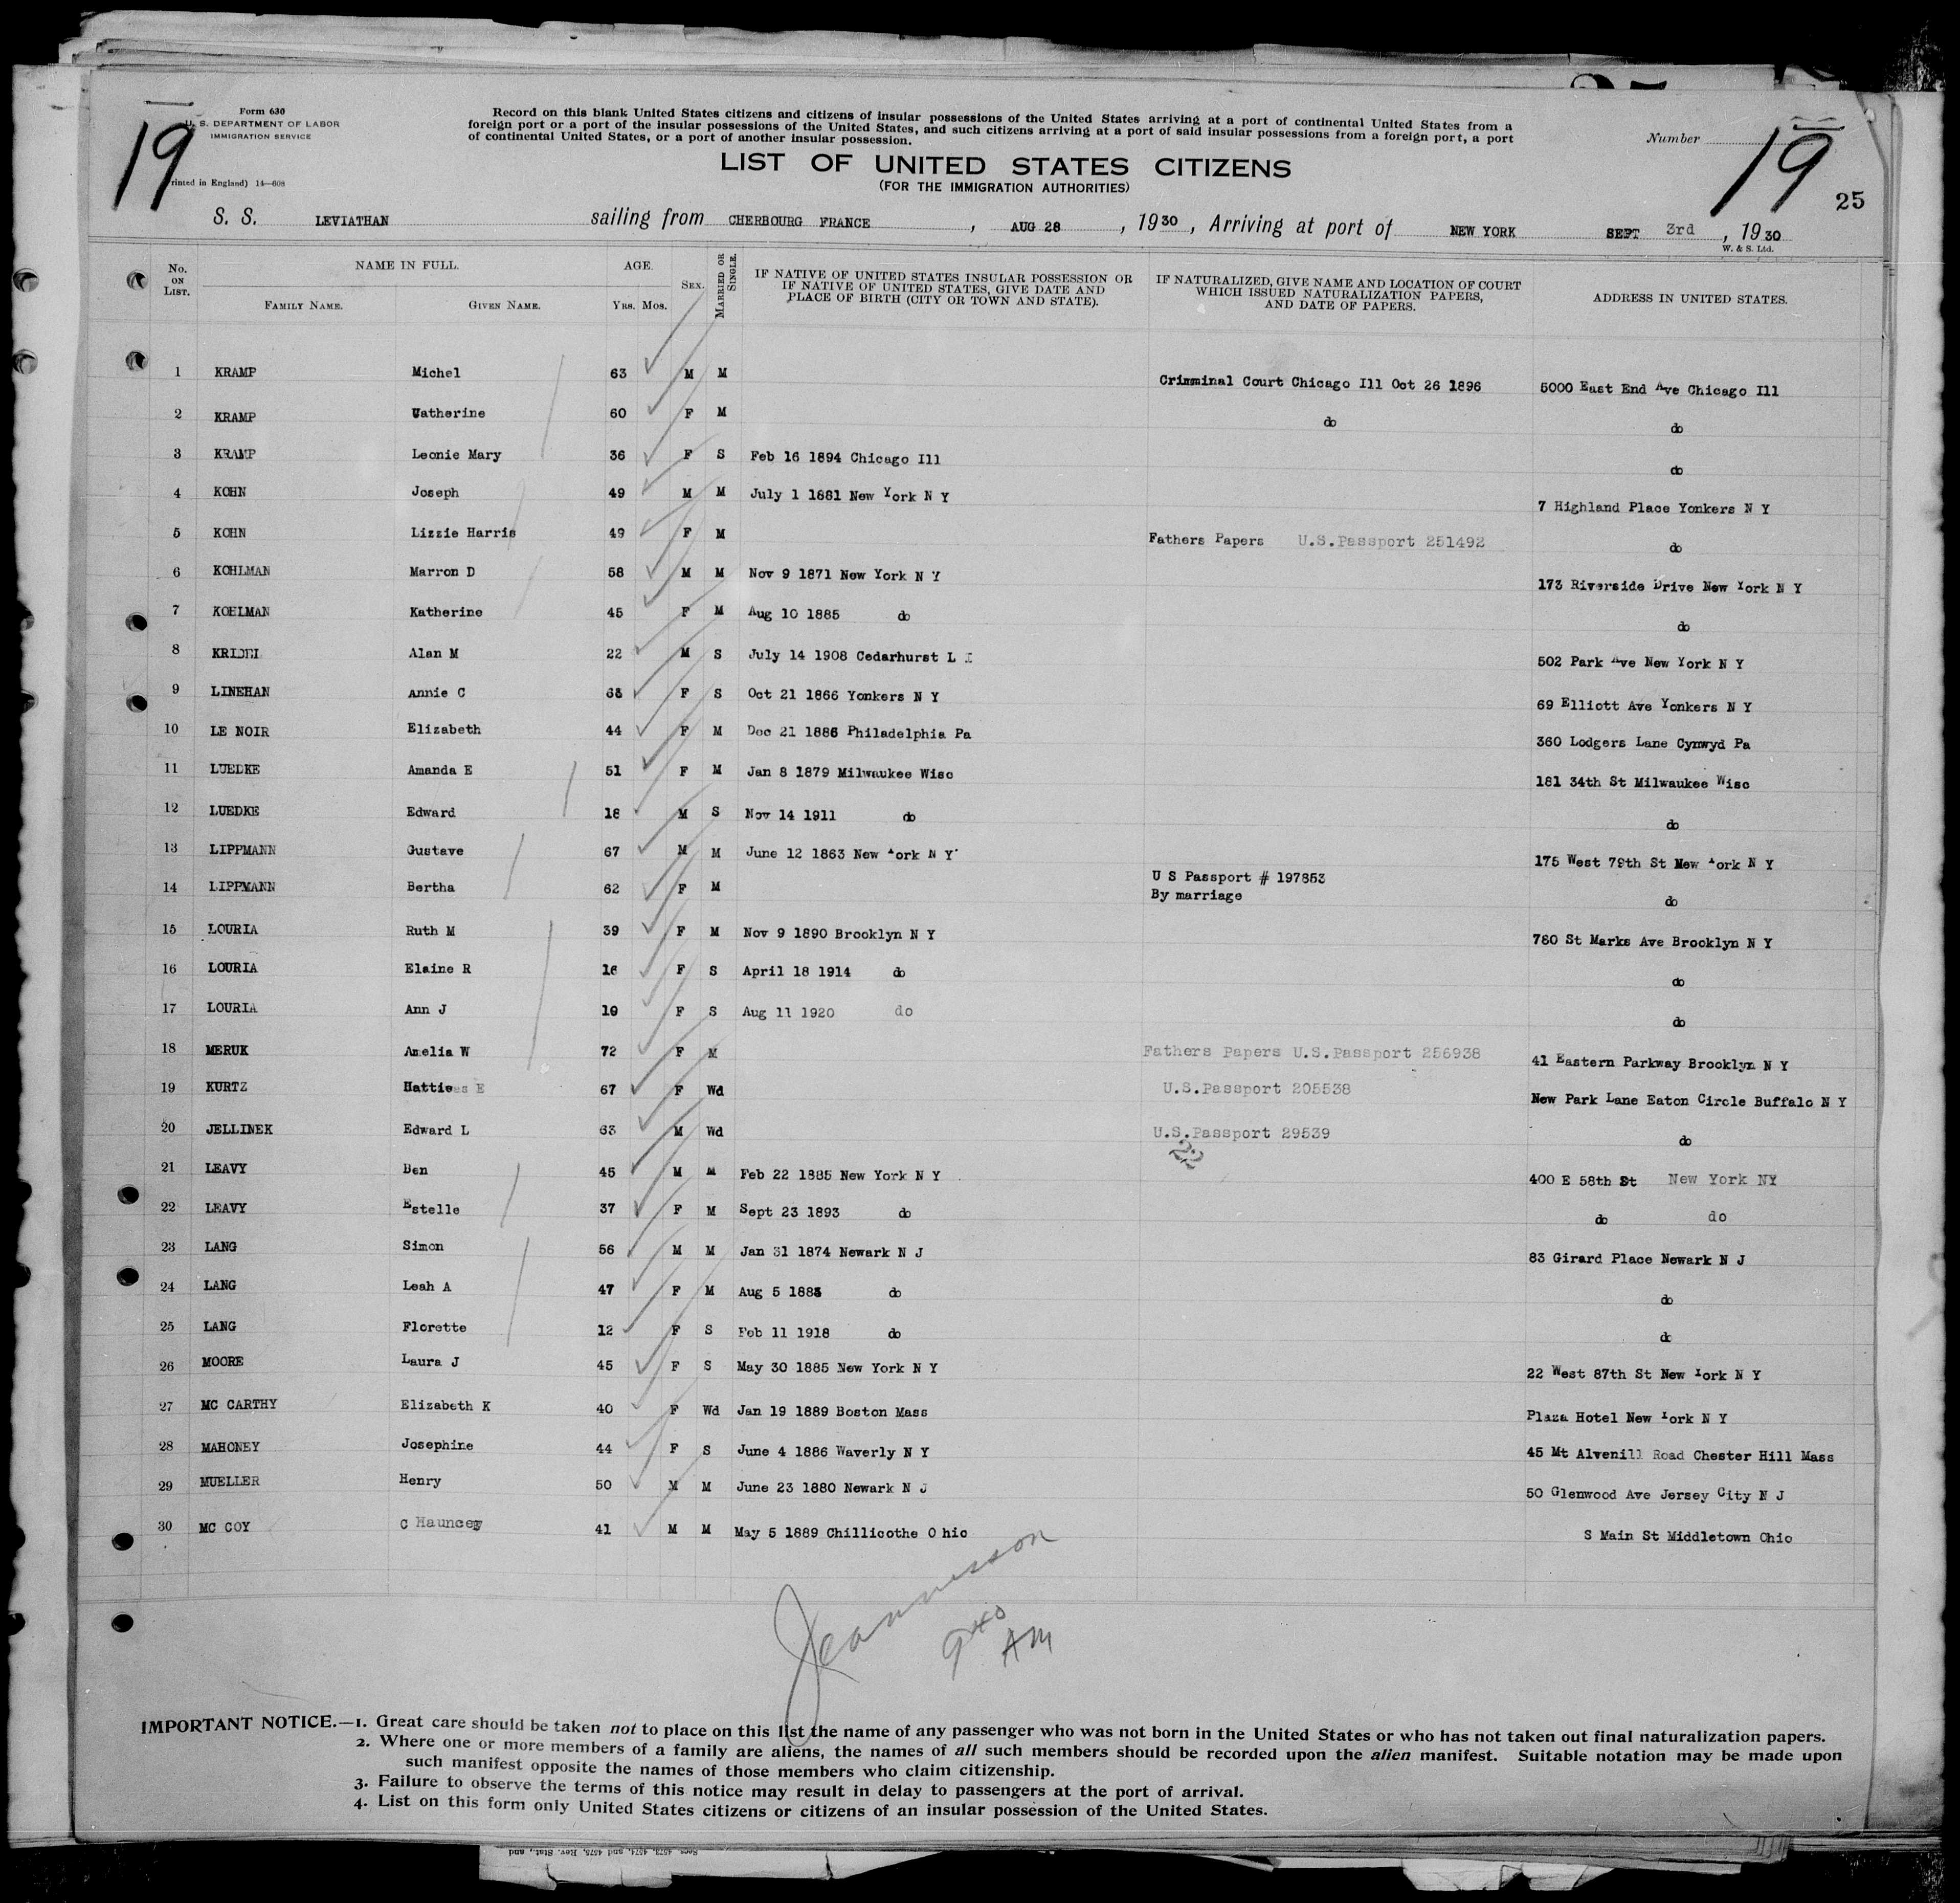 Form 630
U. S. DEPARTMENT OF LABOR
IMMIGRATION SERVICE
19
Printed in England) 14—608
Record on this blank United States citizens and citizens of insular possessions of the United States arriving at a port of continental United States from a
foreign port or a port of the insular possessions of the United States, and such citizens arriving at a port of said insular possessions from a foreign port, a port
of continental United States, or a port of another insular possession.
LIST OF UNITED STATES CITIZENS
(FOR THE IMMIGRATION AUTHORITIES)
Number
19
25
S. S. LEVIATHAN sailing from CHERBOURG FRANCE, AUG 28, 1930, Arriving at port of NEW YORK SEPT 3rd, 1930
W. & S. Ltd.
No. ON LIST. NAME IN FULL. FAMILY NAME. GIVEN NAME. AGE. YRS. MOS. SEX. MARRIED OR SINGLE. IF NATIVE OF UNITED STATES INSULAR POSSESSION OR IF NATIVE OF UNITED STATES, GIVE DATE AND PLACE OF BIRTH (CITY OR TOWN AND STATE). IF NATURALIZED, GIVE NAME AND LOCATION OF COURT WHICH ISSUED NATURALIZATION PAPERS, AND DATE OF PAPERS. ADDRESS IN UNITED STATES.
1 KRAMP Michel 63 M M Crimminal Court Chicago Ill Oct 26 1896 5000 East End Ave Chicago Ill
2 KRAMP Catherine 60 F M do do
3 KRAMP Leonie Mary 36 F S Feb 16 1894 Chicago Ill do
4 KOHN Joseph 49 M M July 1 1881 New York N Y 7 Highland Place Yonkers N Y
5 KOHN Lizzie Harris 49 F M Fathers Papers U.S.Passport 251492 do
6 KOHLMAN Marron D 58 M M Nov 9 1871 New York N Y 173 Riverside Drive New York N Y
7 KOHLMAN Katherine 45 F M Aug 10 1885 do do
8 KRIDEL Alan M 22 M S July 14 1908 Cedarhurst L I 502 Park Ave New York N Y
9 LINEHAN Annie C F S Oct 21 1866 Yonkers N Y 69 Elliott Ave Yonkers N Y
10 LE NOIR Elizabeth 44 F M Dec 21 1886 Philadelphia Pa 360 Lodgers Lane Cynwyd Pa
11 LUEDKE Amanda E 51 F M Jan 8 1879 Milwaukee Wisc 181 34th St Milwaukee Wisc
12 LUEDKE Edward 18 M S Nov 14 1911 do do
13 LIPPMANN Gustave 67 M M June 12 1863 New York N Y 175 West 79th St New York N Y
14 LIPPMANN Bertha 62 F M U S Passport # 197853 By marriage do
15 LOURIA Ruth M 39 F M Nov 9 1890 Brooklyn N Y 780 St Marks Ave Brooklyn N Y
16 LOURIA Elaine R 16 F S April 18 1914 do do
17 LOURIA Ann J 10 F S Aug 11 1920 do do
18 MERUK Amelia W 72 F M Fathers Papers U.S.Passport 256938 41 Eastern Parkway Brooklyn N Y
19 KURTZ Hatties E 67 F Wd U.S.Passport 205538 New Park Lane Eaton Circle Buffalo N Y
20 JELLINEK Edward L 63 M Wd U.S.Passport 29539 do
22
21 LEAVY Ben 45 M M Feb 22 1885 New York N Y 400 E 58th St New York NY
22 LEAVY Estelle 37 F M Sept 23 1893 do do do
23 LANG Simon 56 M M Jan 31 1874 Newark N J 83 Girard Place Newark N J
24 LANG Leah A 47 F M Aug 5 1883 do do
25 LANG Florette 12 F S Feb 11 1918 do do
26 MOORE Laura J 45 F S May 30 1885 New York N Y 22 West 87th St New York N Y
27 MC CARTHY Elizabeth K 40 F Wd Jan 19 1889 Boston Mass Plaza Hotel New York N Y
28 MAHONEY Josephine 44 F S June 4 1886 Waverly N Y 45 Mt Alvenill Road Chester Hill Mass
29 MUELLER Henry 50 M M June 23 1880 Newark N J 50 Glenwood Ave Jersey City N J
30 MC COY C Hauncey 41 M M May 5 1889 Chillicothe O hio S Main St Middletown Ohio
Jeannesson
9 40 AM
IMPORTANT NOTICE.—1. Great care should be taken not to place on this list the name of any passenger who was not born in the United States or who has not taken out final naturalization papers.
2. Where one or more members of a family are aliens, the names of all such members should be recorded upon the alien manifest. Suitable notation may be made upon
such manifest opposite the names of those members who claim citizenship.
3. Failure to observe the terms of this notice may result in delay to passengers at the port of arrival.
4. List on this form only United States citizens or citizens of an insular possession of the United States.
Secs. 4573, 4574, and 4575, Rev. Stat., and